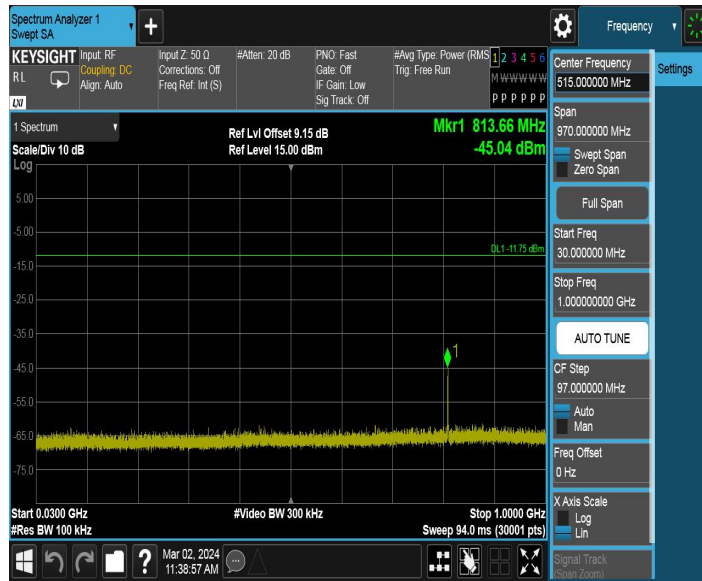 Spectrum Analyzer 1
Swept SA
+
Frequency
KEYSIGHT
RL
LXI
Input: RF
Coupling: DC
Align: Auto
Input Z: 50 Ω
Corrections: Off
Freq Ref: Int (S)
#Atten: 20 dB
PNO: Fast
Gate: Off
IF Gain: Low
Sig Track: Off
#Avg Type: Power (RMS
Trig: Free Run
1 2 3 4 5 6
M W W W W W
P P P P P P
Center Frequency
515.000000 MHz
Settings
Span
970.000000 MHz
Swept Span
Zero Span
Full Span
Start Freq
30.000000 MHz
Stop Freq
1.000000000 GHz
AUTO TUNE
CF Step
97.000000 MHz
Auto
Man
Freq Offset
0 Hz
X Axis Scale
Log
Lin
Signal Track
(Span Zoom)
1 Spectrum
Scale/Div 10 dB
Ref Lvl Offset 9.15 dB
Ref Level 15.00 dBm
Mkr1 813.66 MHz
-45.04 dBm
Log
5.00
-5.00
DL1 -11.75 dBm
-15.0
-25.0
-35.0
1
-45.0
-55.0
-65.0
-75.0
Start 0.0300 GHz
#Video BW 300 kHz
Stop 1.0000 GHz
#Res BW 100 kHz
Sweep 94.0 ms (30001 pts)
?
Mar 02, 2024
11:38:57 AM